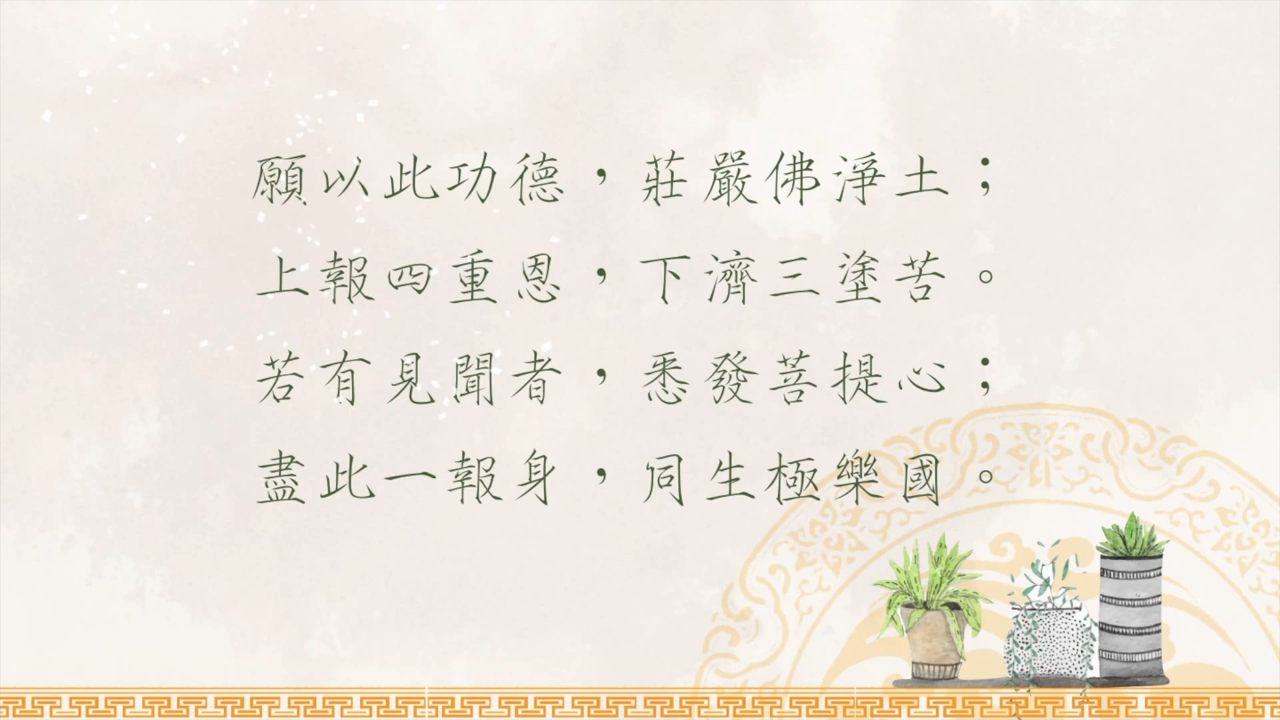 願以此功德，莊嚴佛淨土；
上報四重恩，下濟三塗苦。
若有見聞者，悉發菩提心；
盡此一報身，同生極樂國。